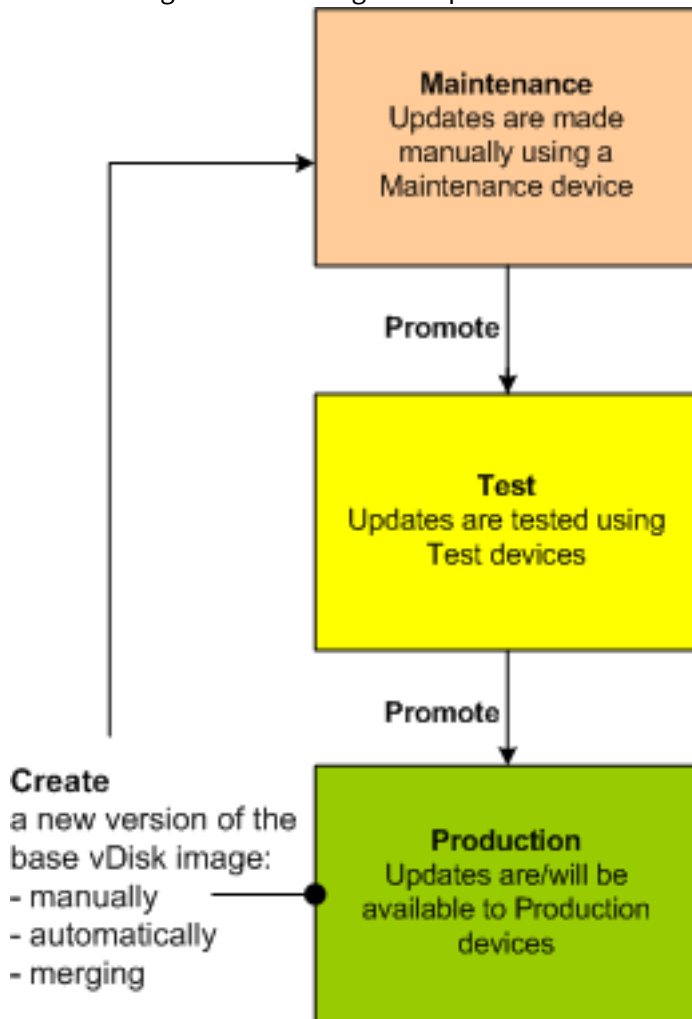 Maintenance
Updates are made
manually using a
Maintenance device
Promote
Test
Updates are tested using
Test devices
Promote
Create
a new version of the
base vDisk image:
- manually
- automatically
- merging
Production
Updates are/will be
available to Production
devices